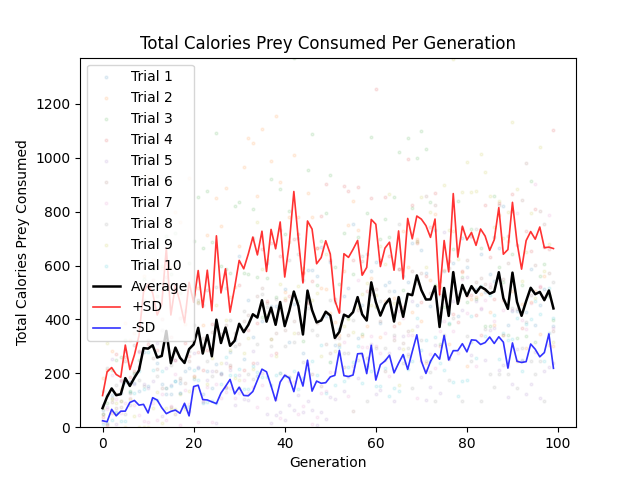 Total Calories Prey Consumed Per Generation
Total Calories Prey Consumed
1200
1000
800
600
400
200
0
Trial 1
Trial 2
Trial 3
Trial 4
Trial 5
Trial 6
Trial 7
Trial 8
Trial 9
Trial 10
Average
+SD
-SD
0 20 40 60 80 100
Generation